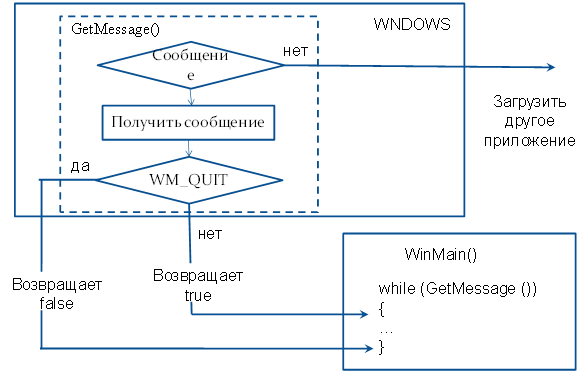 WNDOWS
GetMessage()
Сообщени
е
нет
Загрузить
другое
приложение
Получить сообщение
да
WM_QUIT
нет
Возвращает
false
Возвращает
true
WinMain()
while (GetMessage ())
{
...
}